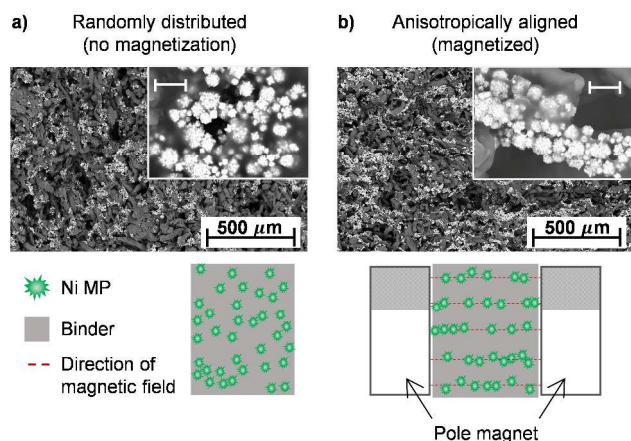 a) Randomly distributed
(no magnetization)
b) Anisotropically aligned
(magnetized)
500 μm
500 μm
Ni MP
Binder
Direction of
magnetic field
Pole magnet